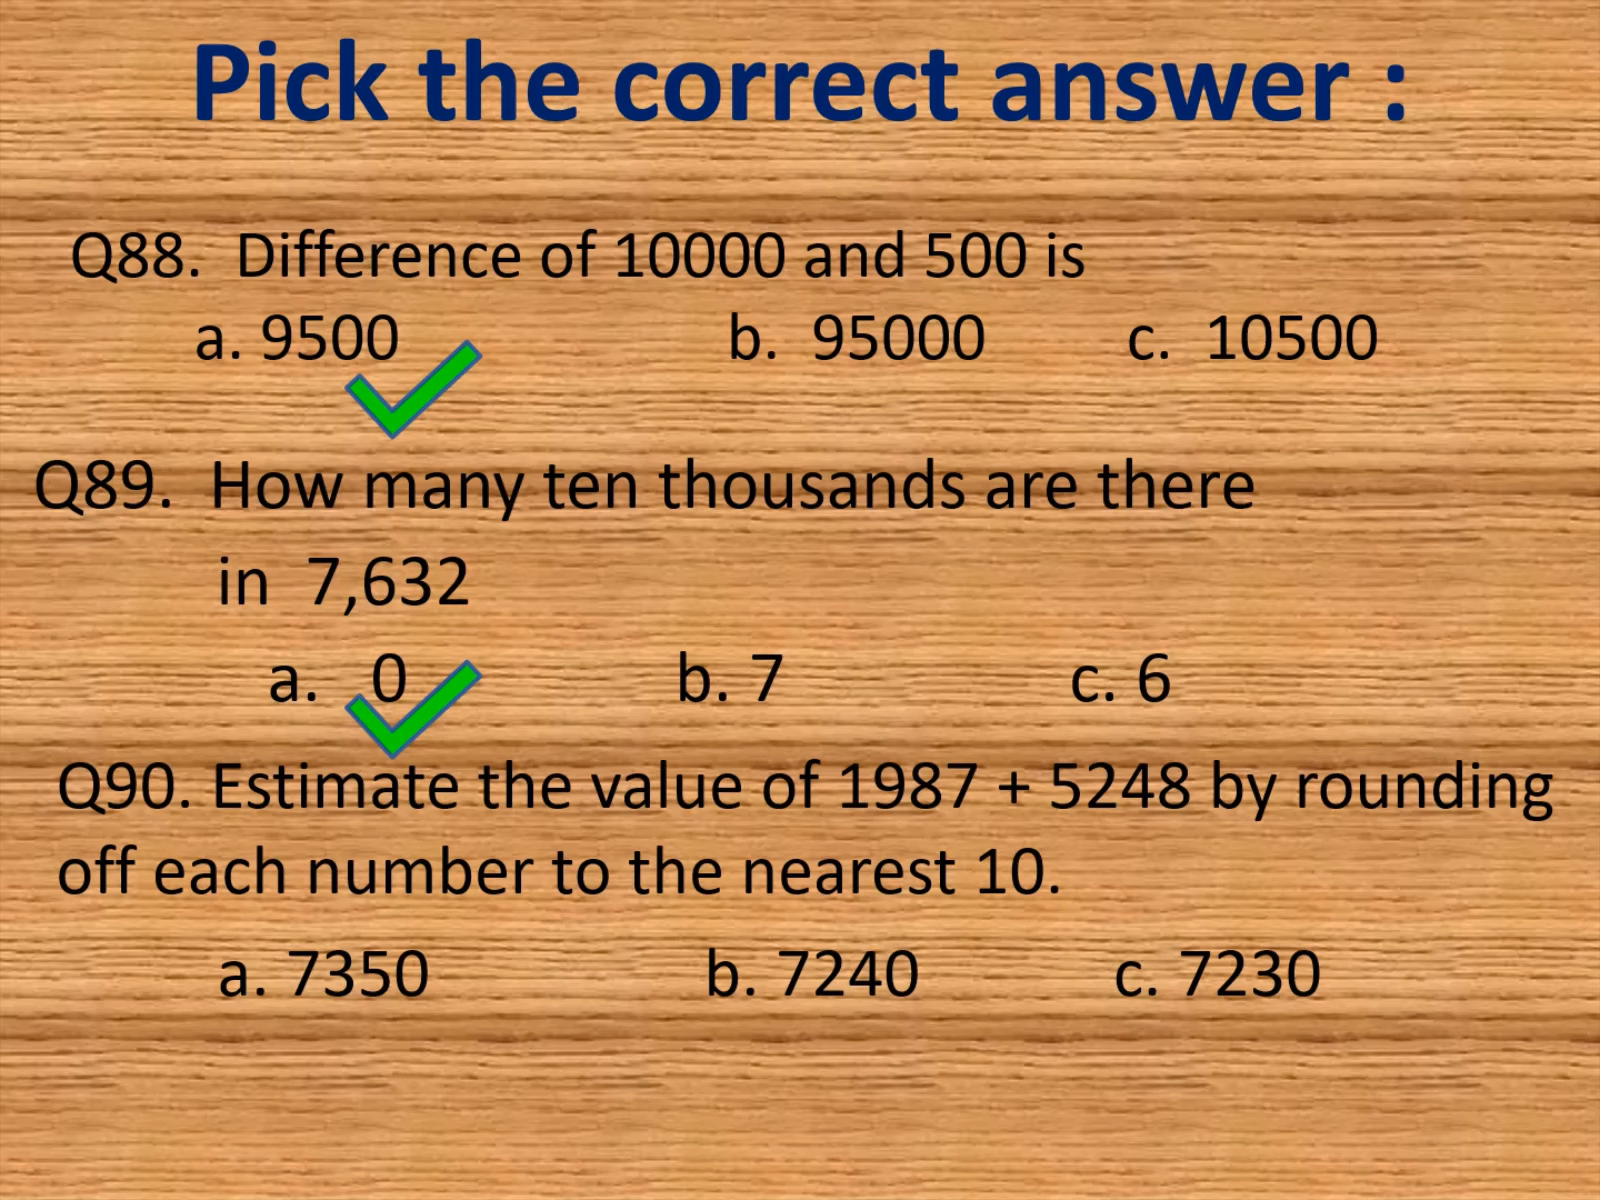 Pick the correct answer :
Q88.  Difference of 10000 and 500 is
a. 9500 b.  95000 c.  10500
Q89.  How many ten thousands are there
in  7,632
a.   0 b. 7 c. 6
Q90. Estimate the value of 1987 + 5248 by rounding
off each number to the nearest 10.
a. 7350 b. 7240 c. 7230